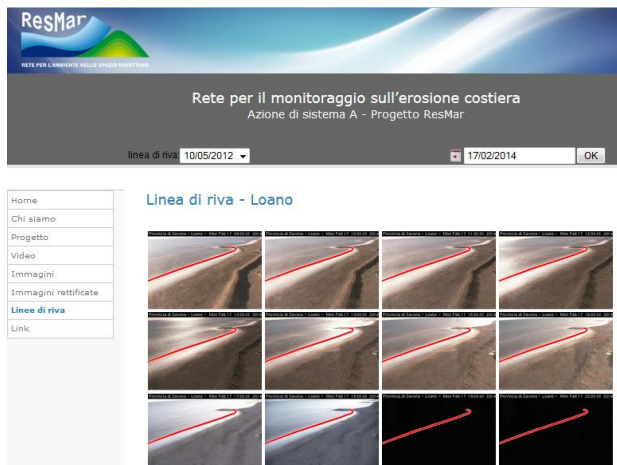 ResMar
RETE PER L'AMBIENTE NELLO SPAZIO MARITTIMO
Rete per il monitoraggio sull'erosione costiera
Azione di sistema A - Progetto ResMar
linea di riva: 10/05/2012
17/02/2014
OK
Home
Chi siamo
Progetto
Video
Immagini
Immagini rettificate
Linee di riva
Link
Linea di riva - Loano